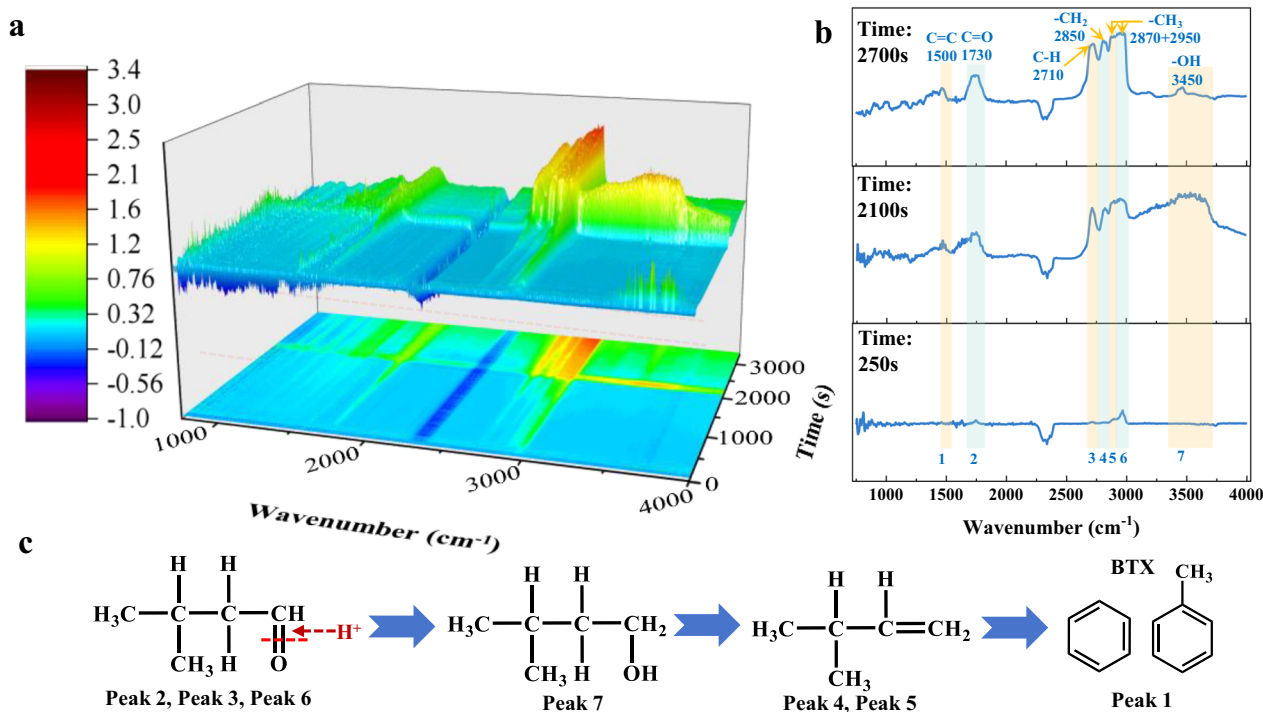 a
3.4
3.0
2.5
2.1
1.6
1.2
0.76
0.32
-0.12
-0.56
-1.0
1000
2000
3000
4000
Wavenumber (cm⁻¹)
0
1000
2000
3000
Time (s)
b
Time:
2700s
C=C
1500
C=O
1730
C-H
2710
-CH₂
2850
-CH₃
2870+2950
-OH
3450
Time:
2100s
Time:
250s
1 2 3 4 5 6 7
1000 1500 2000 2500 3000 3500 4000
Wavenumber (cm⁻¹)
c
H H
H₃C C C CH
H⁺
CH₃ H O
Peak 2, Peak 3, Peak 6
H H
H₃C C C CH₂
CH₃ H OH
Peak 7
H H
H₃C C C CH₂
CH₃
Peak 4, Peak 5
BTX
CH₃
Peak 1